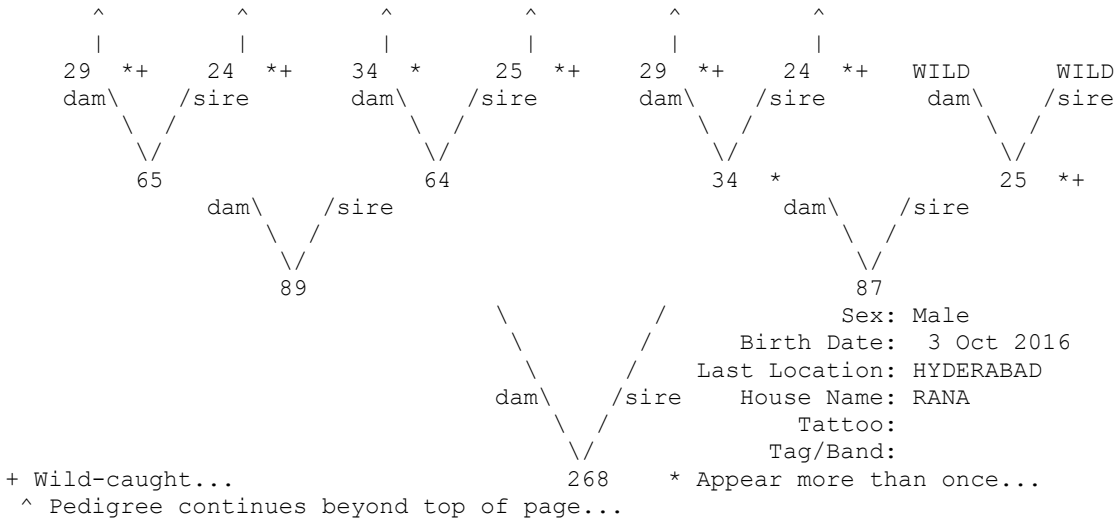 ^ ^ ^ ^ ^ ^
| | | | | |
29 *+ 24 *+ 34 * 25 *+ 29 *+ 24 *+ WILD WILD
dam\ /sire dam\ /sire dam\ /sire dam\ /sire
\ / \ / \ / \ /
\/ \/ \/ \/
65 64 34 * 25 *+
dam\ /sire dam\ /sire
\ / \ /
\/ \/
89 87
\ / Sex: Male
\ / Birth Date: 3 Oct 2016
\ / Last Location: HYDERABAD
dam\ /sire House Name: RANA
\ / Tattoo:
\/ Tag/Band:
+ Wild-caught... 268 * Appear more than once...
^ Pedigree continues beyond top of page...